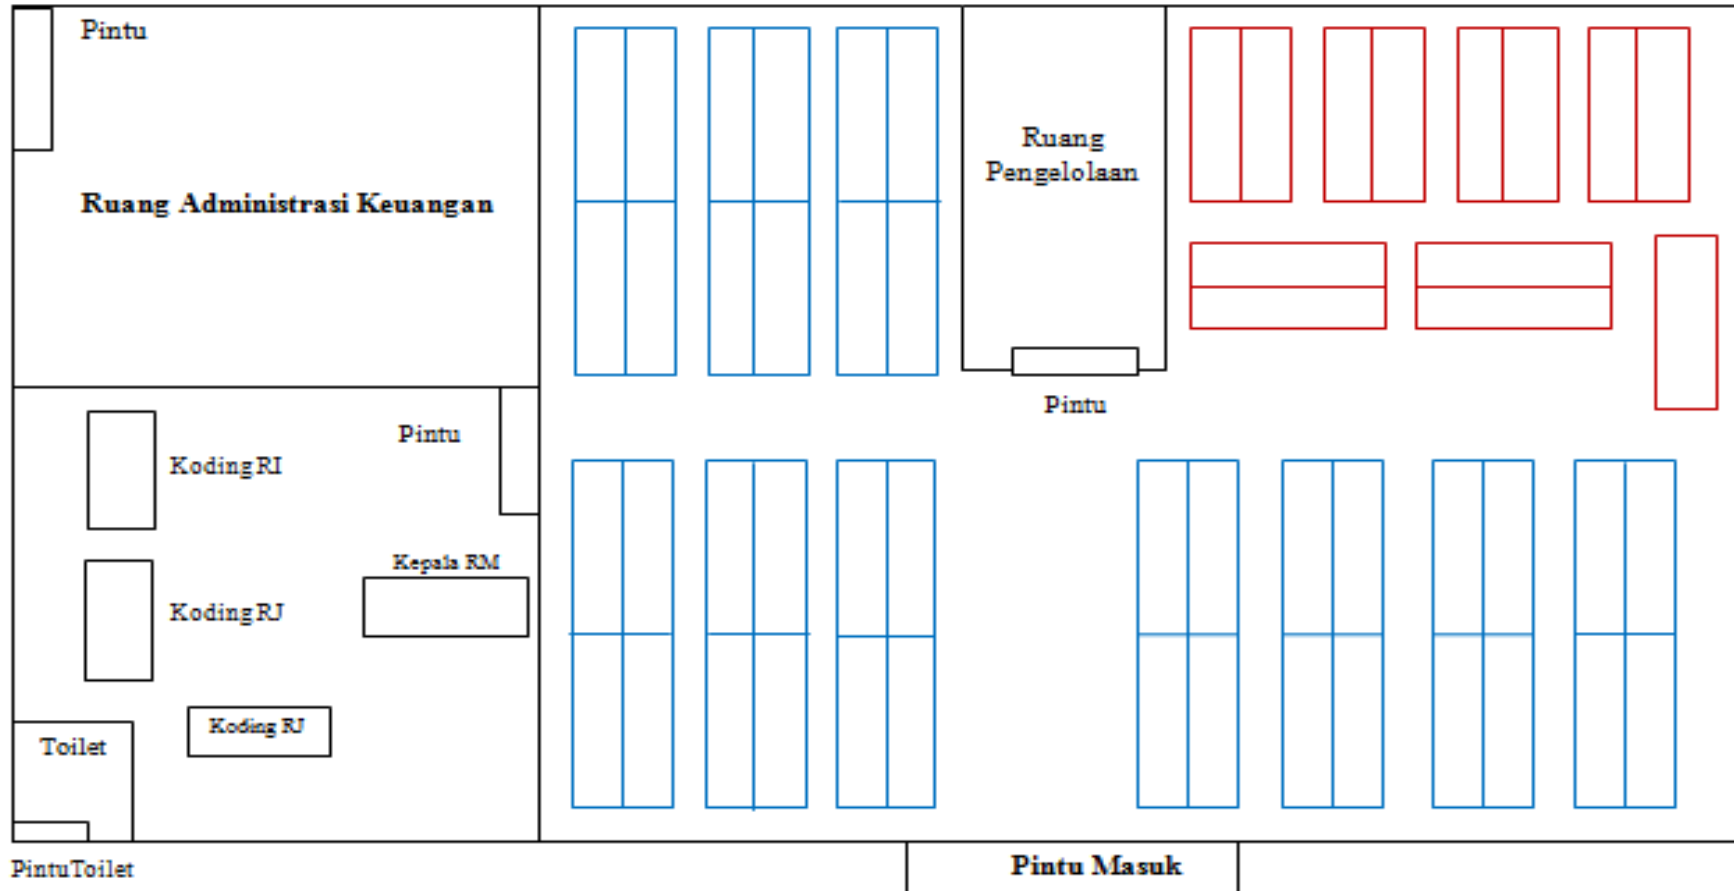 Pintu
Ruang Administrasi Keuangan
Ruang
Pengelolaan
Pintu
Pintu
Koding RI
Kepala RM
Koding RJ
Koding RJ
Toilet
PintuToilet
Pintu Masuk